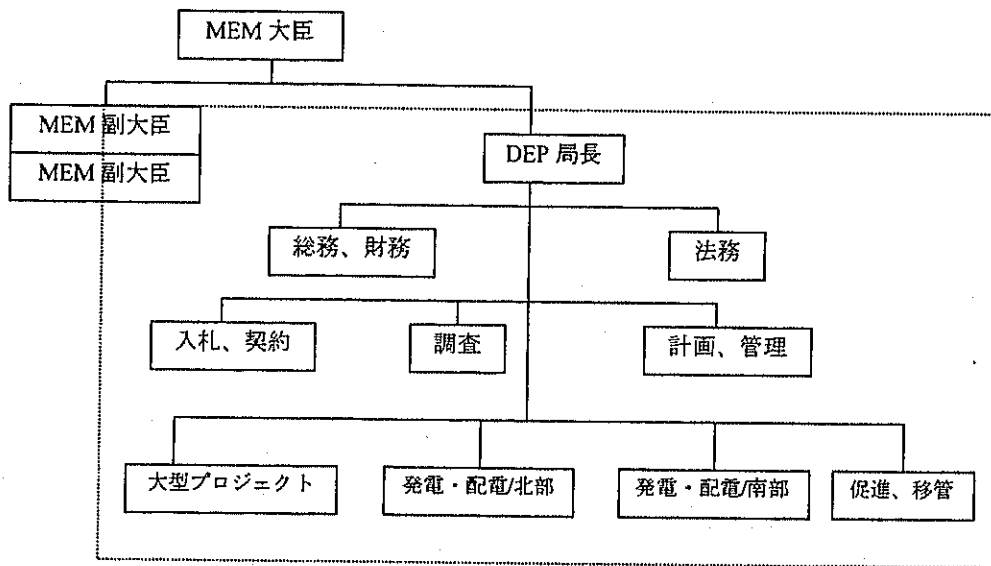 MEM 大臣
MEM 副大臣
MEM 副大臣
DEP 局長
総務、財務
法務
入札、契約
調査
計画、管理
大型プロジェクト
発電・配電/北部
発電・配電/南部
促進、移管